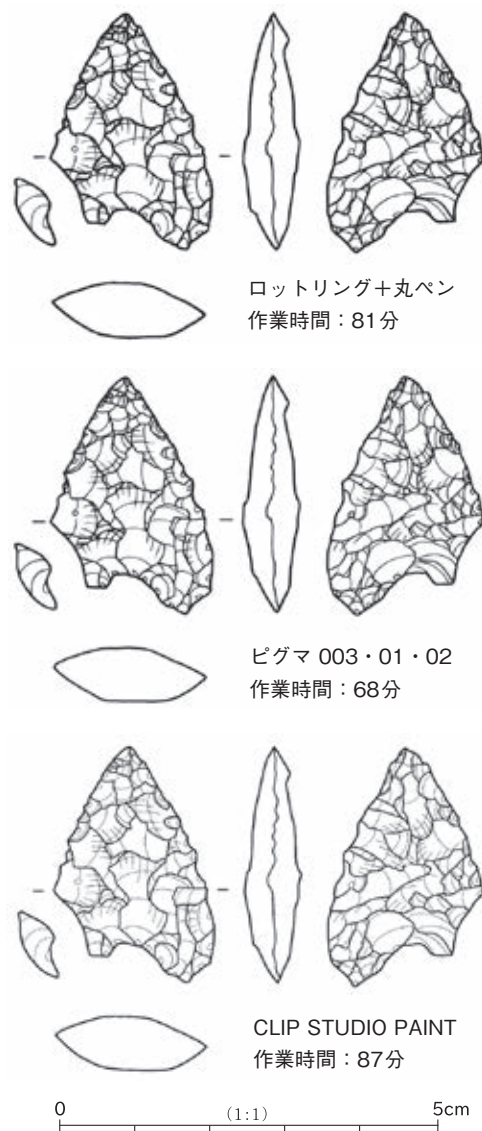 ロットリング＋丸ペン
作業時間：81分
ピグマ 003・01・02
作業時間：68分
CLIP STUDIO PAINT
作業時間：87分
0 (1:1) 5cm